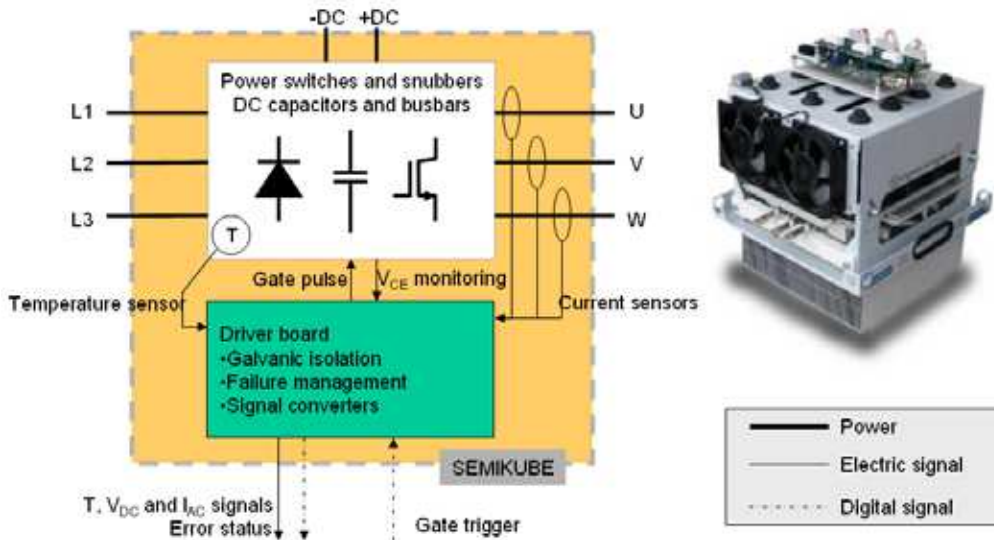 -DC +DC
Power switches and snubbers
DC capacitors and busbars
L1
U
L2
V
L3
W
T
Gate pulse
VCE monitoring
Temperature sensor
Current sensors
Driver board
•Galvanic isolation
•Failure management
•Signal converters
SEMIKUBE
T, VDC and IAC signals
Error status
Gate trigger
Power
Electric signal
Digital signal